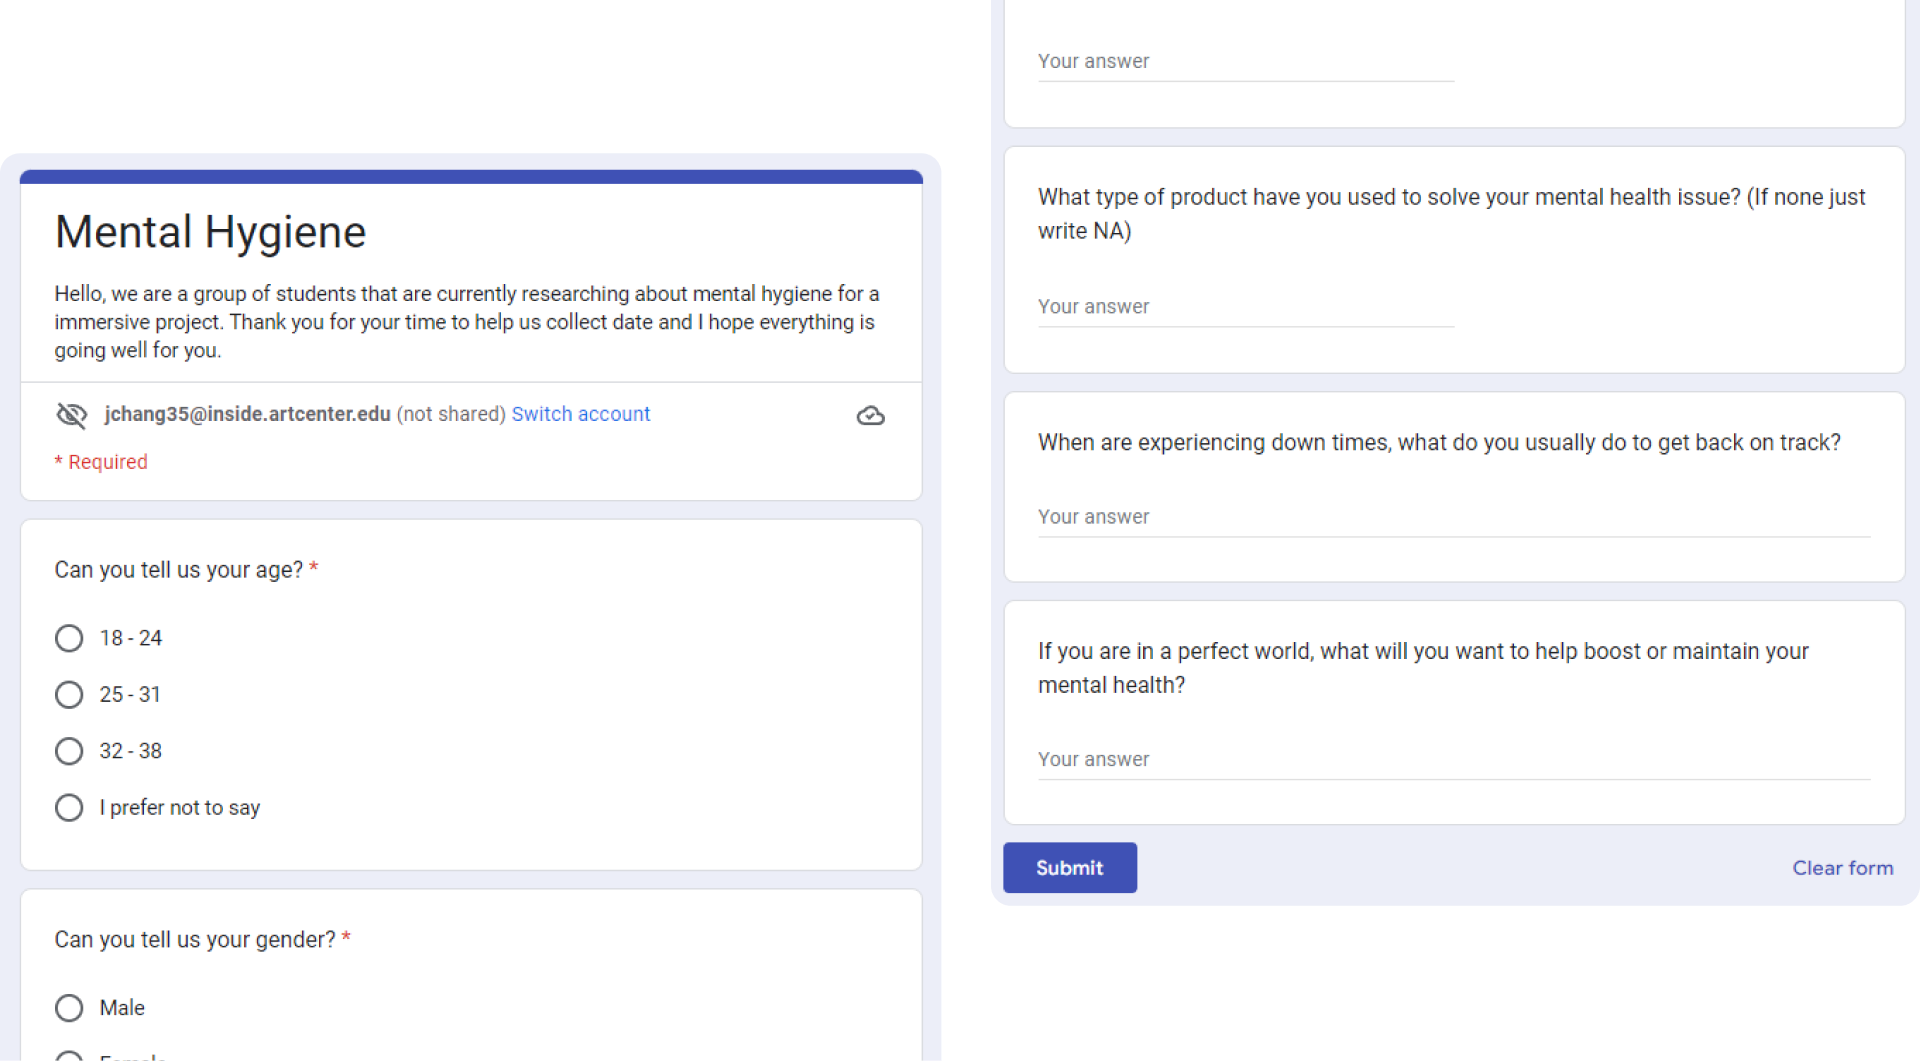 Mental Hygiene
Hello, we are a group of students that are currently researching about mental hygiene for a
immersive project. Thank you for your time to help us collect date and I hope everything is
going well for you.
jchang35@inside.artcenter.edu (not shared) Switch account
* Required
Can you tell us your age? *
18 - 24
25 - 31
32 - 38
I prefer not to say
Can you tell us your gender? *
Male
Your answer
What type of product have you used to solve your mental health issue? (If none just
write NA)
Your answer
When are experiencing down times, what do you usually do to get back on track?
Your answer
If you are in a perfect world, what will you want to help boost or maintain your
mental health?
Your answer
Submit
Clear form